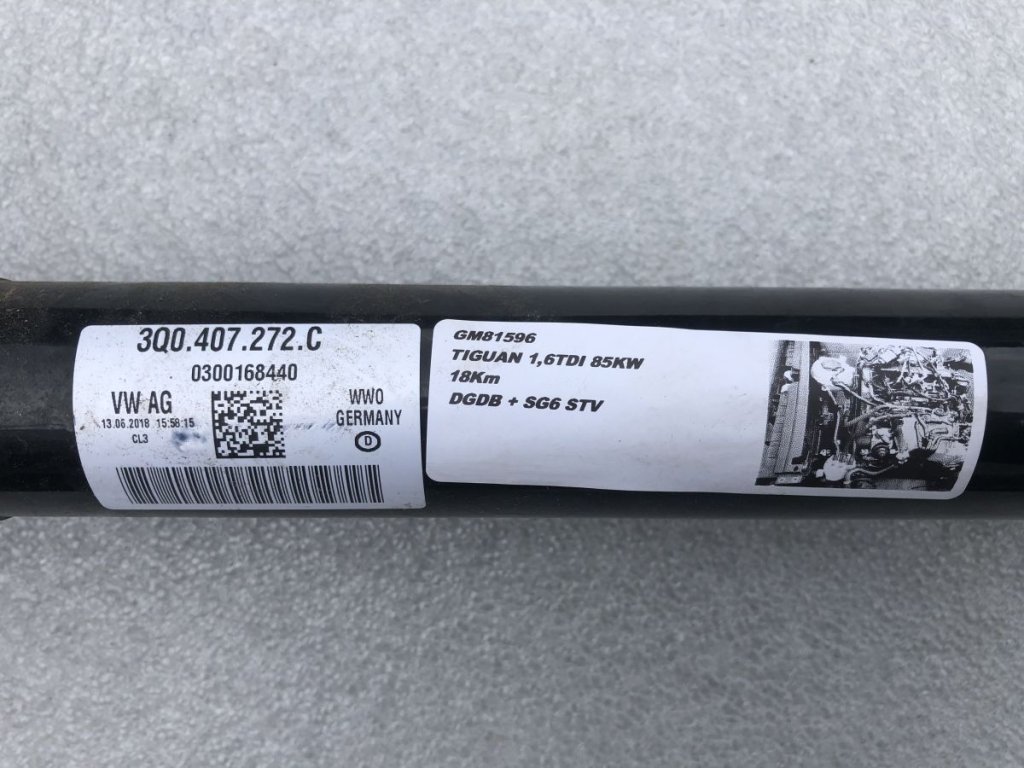 3Q0.407.272.C
0300168440
VW AG
13.06.2018 15:58:15
CL3
WWO
GERMANY
D
GM81596
TIGUAN 1,6TDI 85KW
18Km
DGDB + SG6 STV